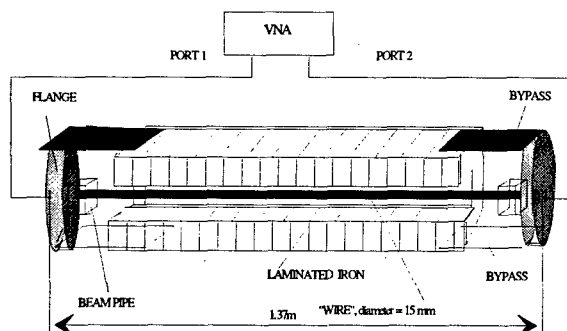 VNA
PORT 1
PORT 2
FLANGE
BYPASS
LAMINATED IRON
BYPASS
BEAM PIPE
"WIRE", diameter = 15 mm
1.37m